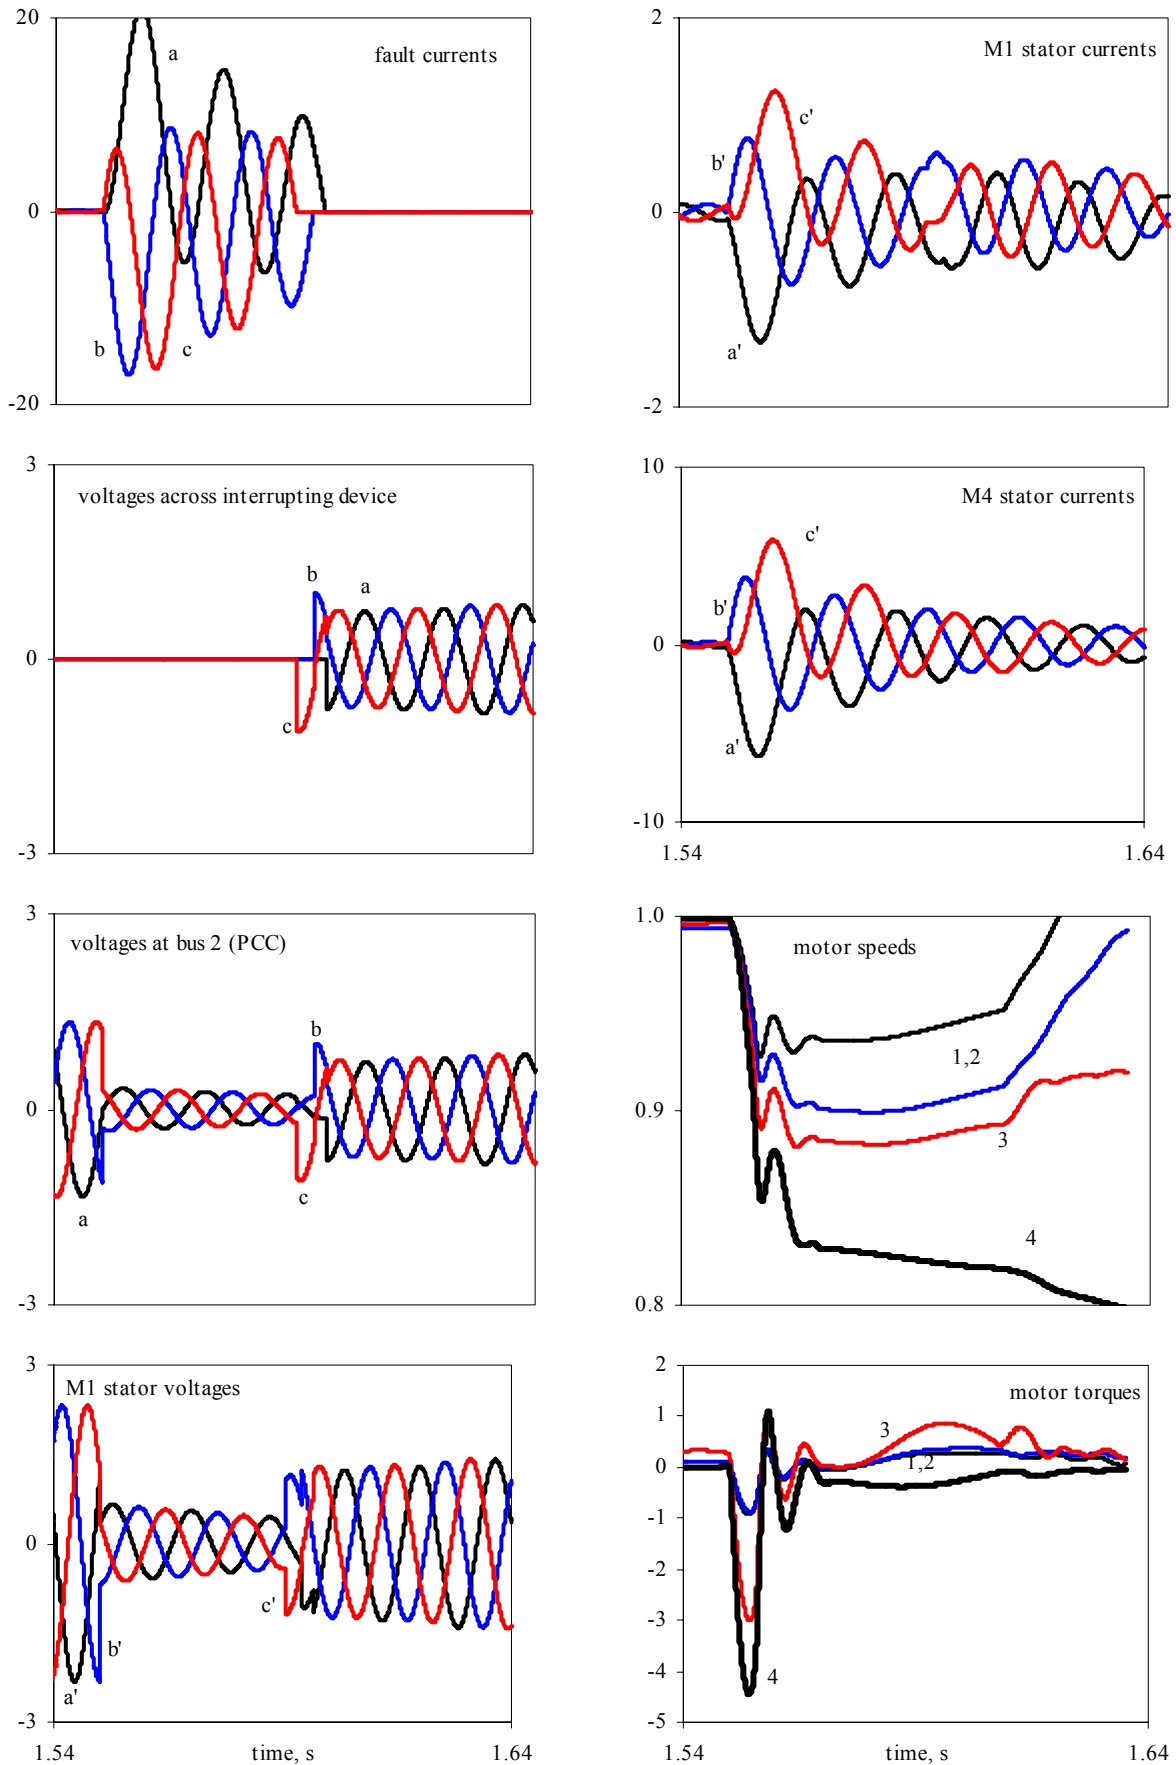 20
fault currents
a
0
b
c
-20
2
M1 stator currents
c'
b'
0
a'
-2
3
voltages across interrupting device
b
a
0
c
-3
10
M4 stator currents
c'
b'
0
a'
-10
1.54
1.64
3
voltages at bus 2 (PCC)
b
0
a
c
-3
1.0
motor speeds
1,2
0.9
3
4
0.8
3
M1 stator voltages
0
c'
b'
a'
-3
1.54
time, s
1.64
2
motor torques
1
3
1,2
0
-1
-2
-3
4
-4
-5
1.54
time, s
1.64